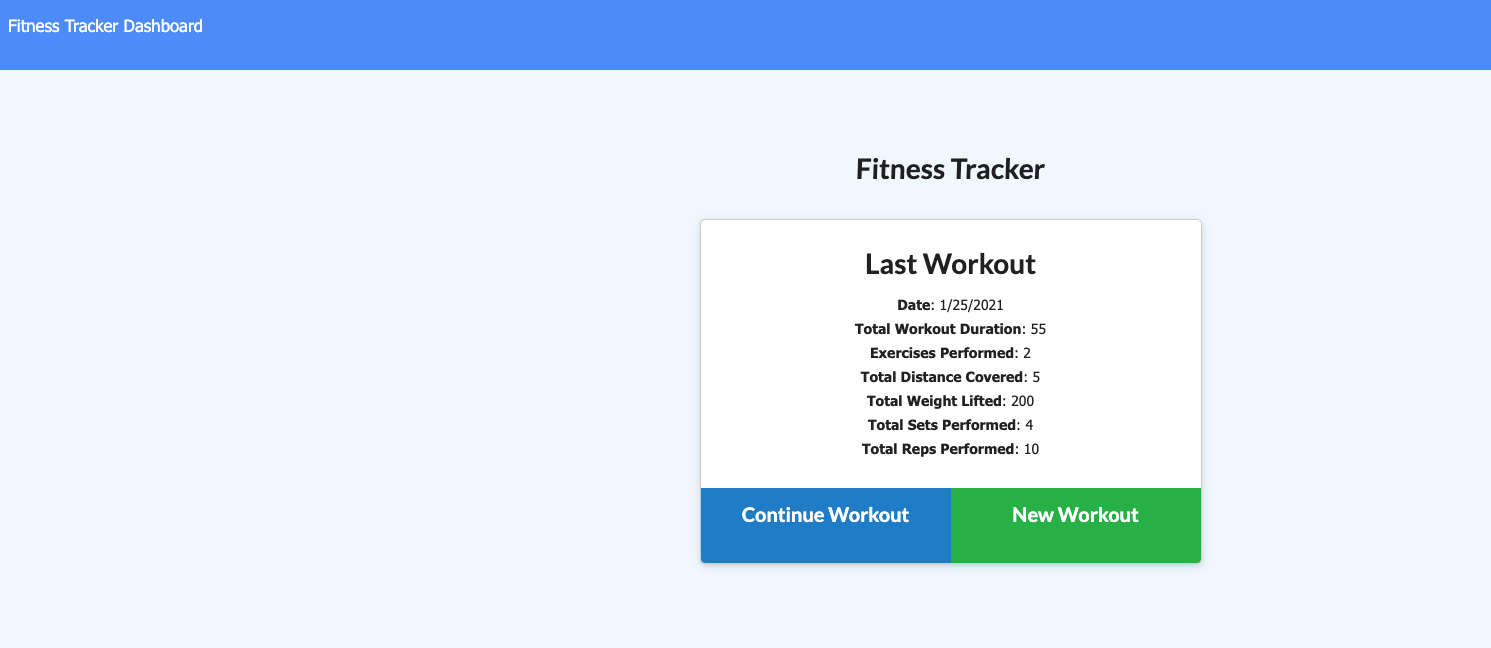 Fitness Tracker Dashboard
Fitness Tracker
Last Workout
Date: 1/25/2021
Total Workout Duration: 55
Exercises Performed: 2
Total Distance Covered: 5
Total Weight Lifted: 200
Total Sets Performed: 4
Total Reps Performed: 10
Continue Workout New Workout